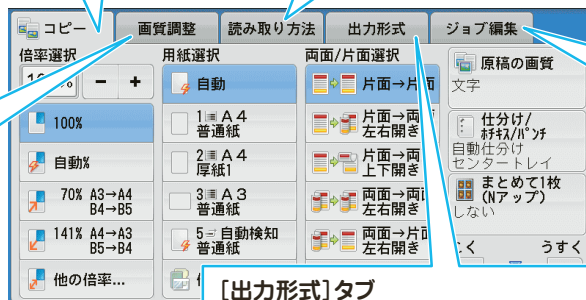 コピー
画質調整
読み取り方法
出力形式
ジョブ編集
倍率選択
用紙選択
両面/片面選択
− +
100%
自動%
70% A3→A4
B4→B5
141% A4→A3
B5→B4
他の倍率...
自動
1 A4
普通紙
2 A4
厚紙1
3 A3
普通紙
5 自動検知
普通紙
片面→片面
片面→両
左右開き
片面→両
上下開き
両面→両
左右開き
両面→
左右開き
原稿の画質
文字
仕分け/
ホチキス/パンチ
自動仕分け
センタートレイ
まとめて1枚
(Nアップ)
しない
うすく
[出力形式]タブ